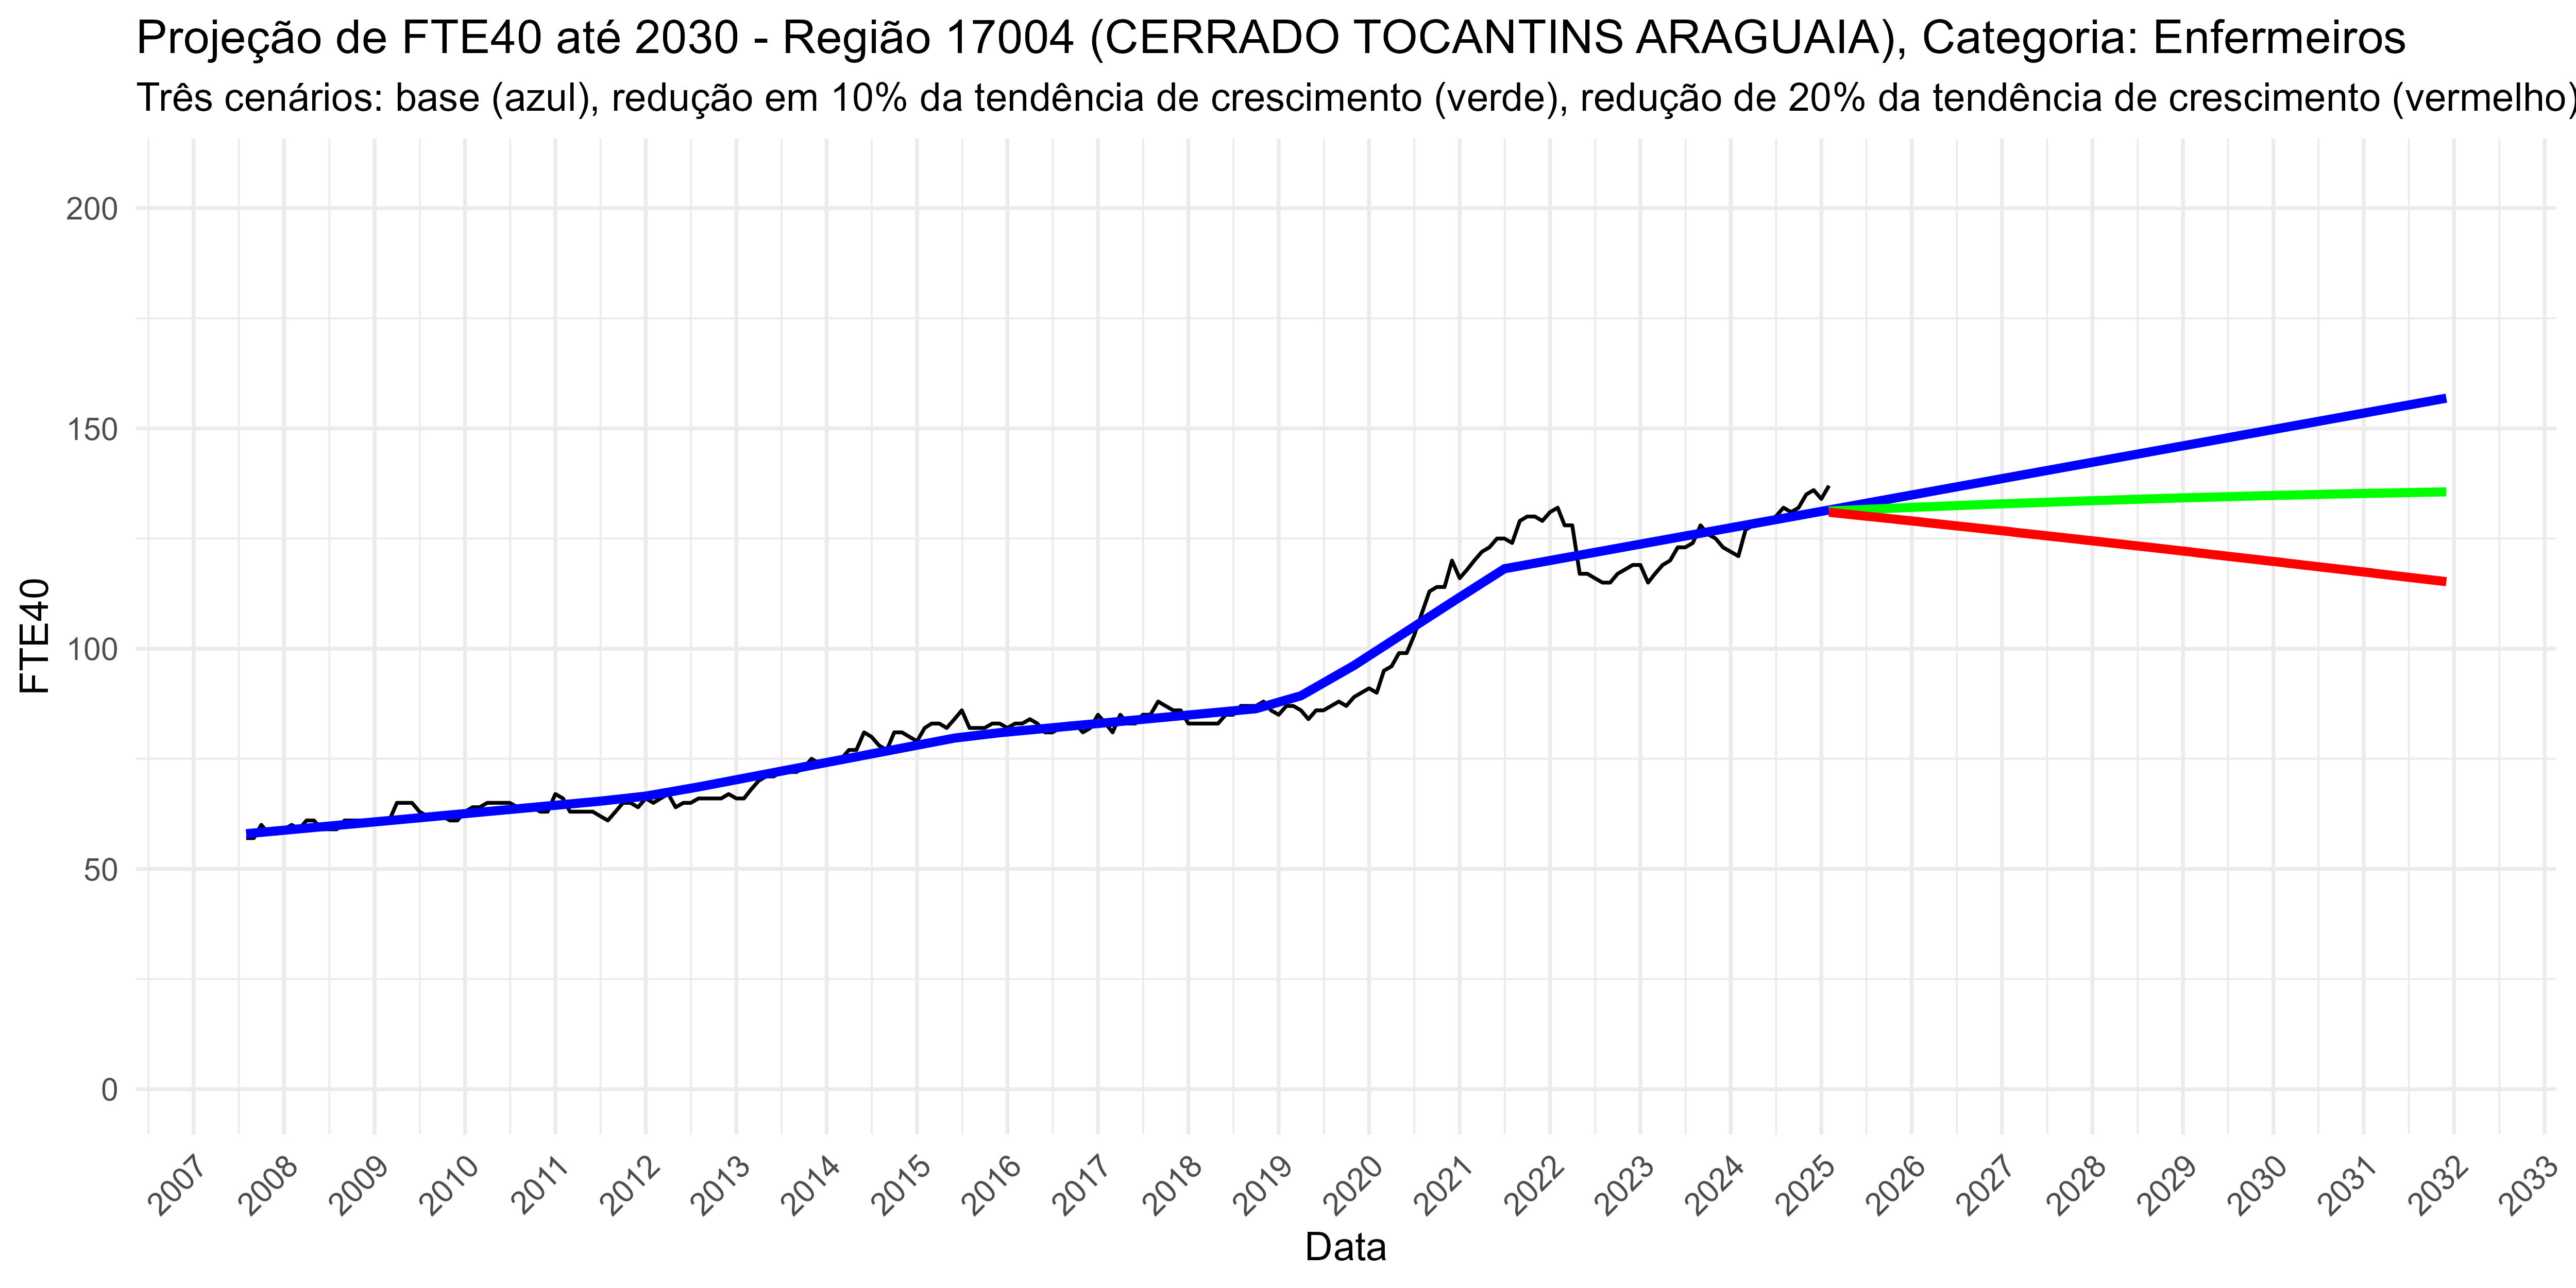 Projeção de FTE40 até 2030 - Região 17004 (CERRADO TOCANTINS ARAGUAIA), Categoria: Enfermeiros
Três cenários: base (azul), redução em 10% da tendência de crescimento (verde), redução de 20% da tendência de crescimento (vermelho)
200
150
100
50
0
FTE40
2007 2008 2009 2010 2011 2012 2013 2014 2015 2016 2017 2018 2019 2020 2021 2022 2023 2024 2025 2026 2027 2028 2029 2030 2031 2032 2033
Data